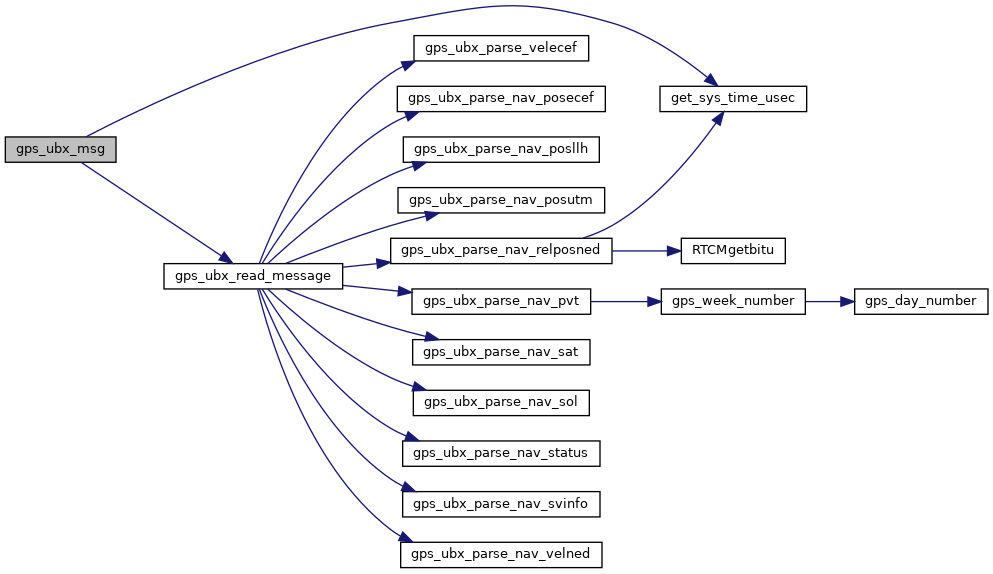 gps_ubx_msg
gps_ubx_read_message
gps_ubx_parse_velecef
gps_ubx_parse_nav_posecef
gps_ubx_parse_nav_posllh
gps_ubx_parse_nav_posutm
gps_ubx_parse_nav_relposned
gps_ubx_parse_nav_pvt
gps_ubx_parse_nav_sat
gps_ubx_parse_nav_sol
gps_ubx_parse_nav_status
gps_ubx_parse_nav_svinfo
gps_ubx_parse_nav_velned
get_sys_time_usec
RTCMgetbitu
gps_week_number
gps_day_number